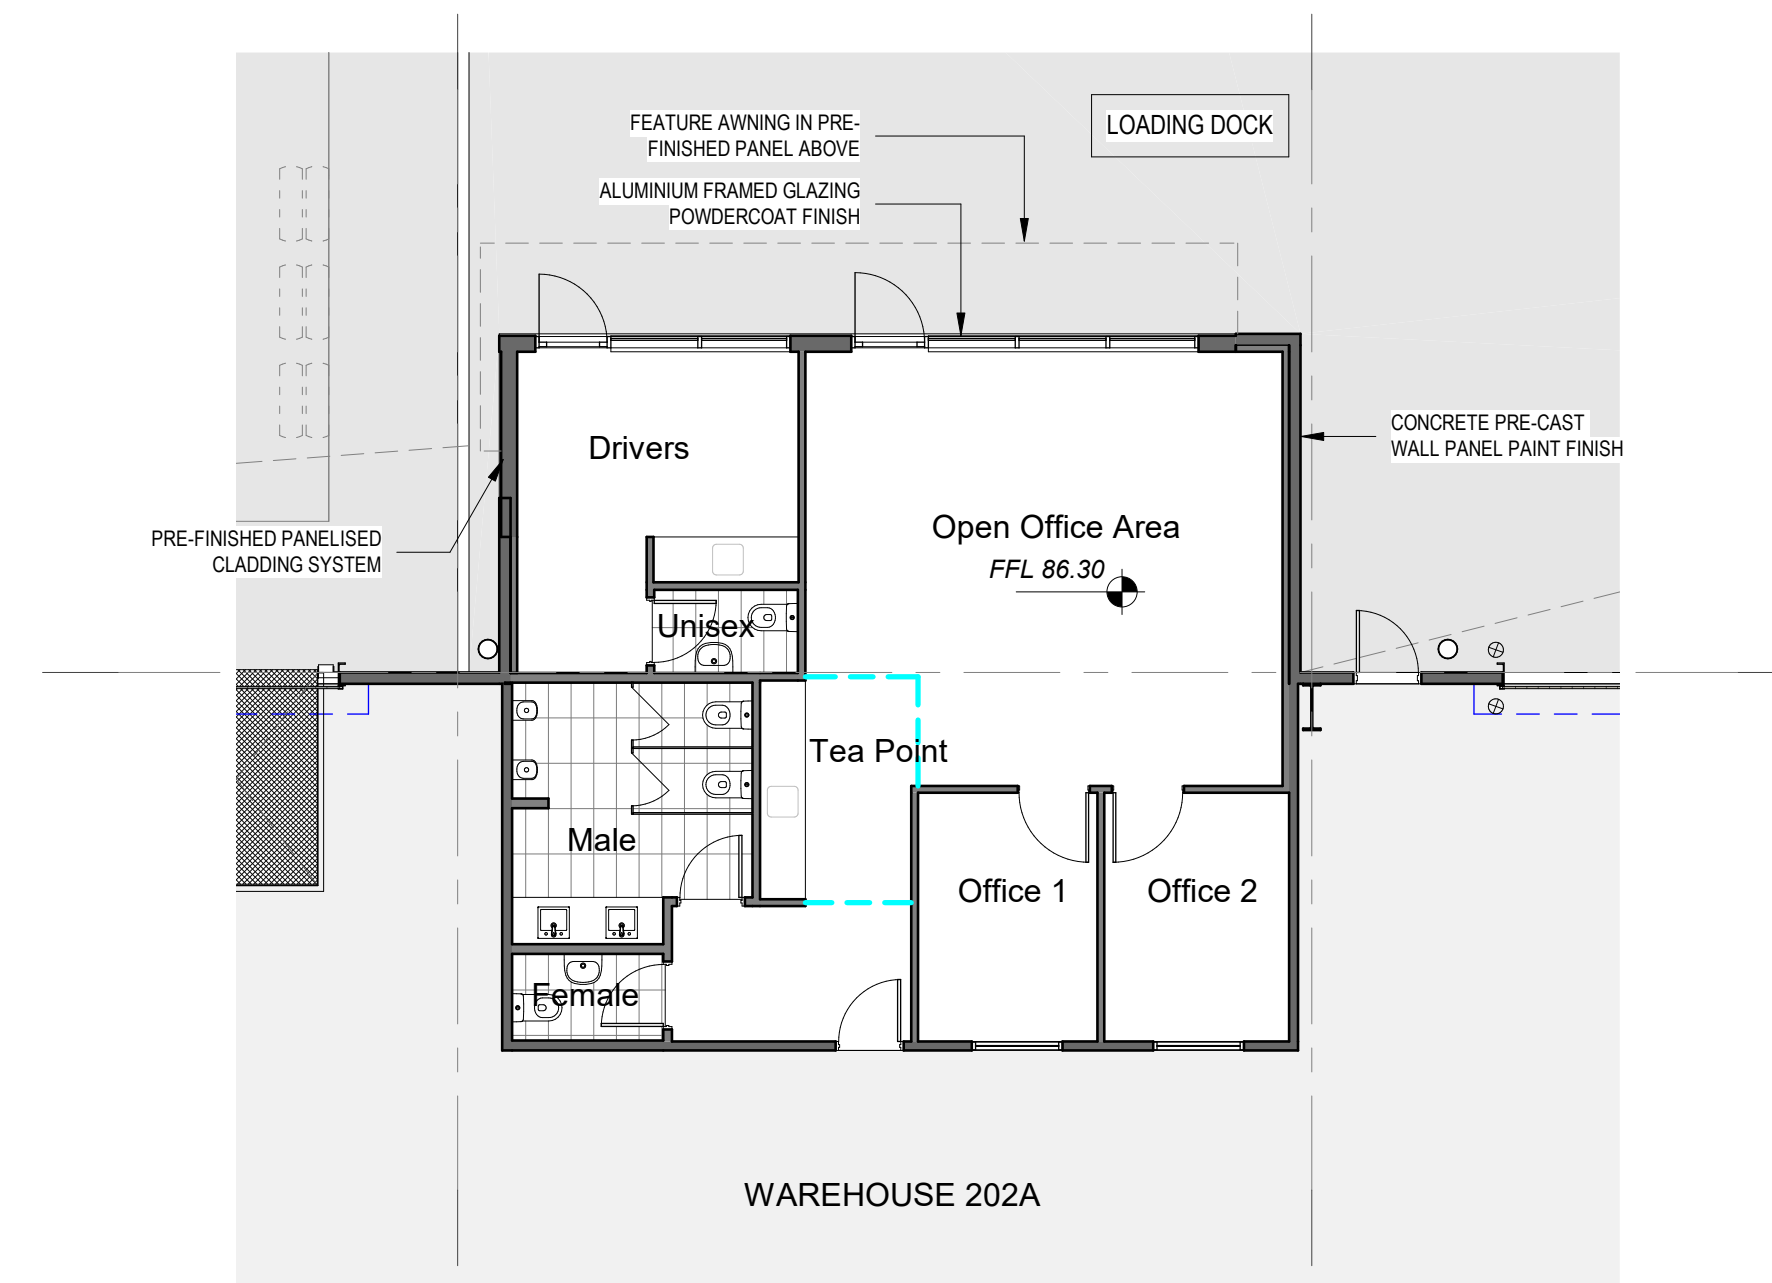 FEATURE AWNING IN PRE-
FINISHED PANEL ABOVE
LOADING DOCK
ALUMINIUM FRAMED GLAZING
POWDERCOAT FINISH
CONCRETE PRE-CAST
WALL PANEL PAINT FINISH
Drivers
Open Office Area
FFL 86.30
PRE-FINISHED PANELISED
CLADDING SYSTEM
Unisex
Tea Point
Male
Office 1
Office 2
Female
WAREHOUSE 202A